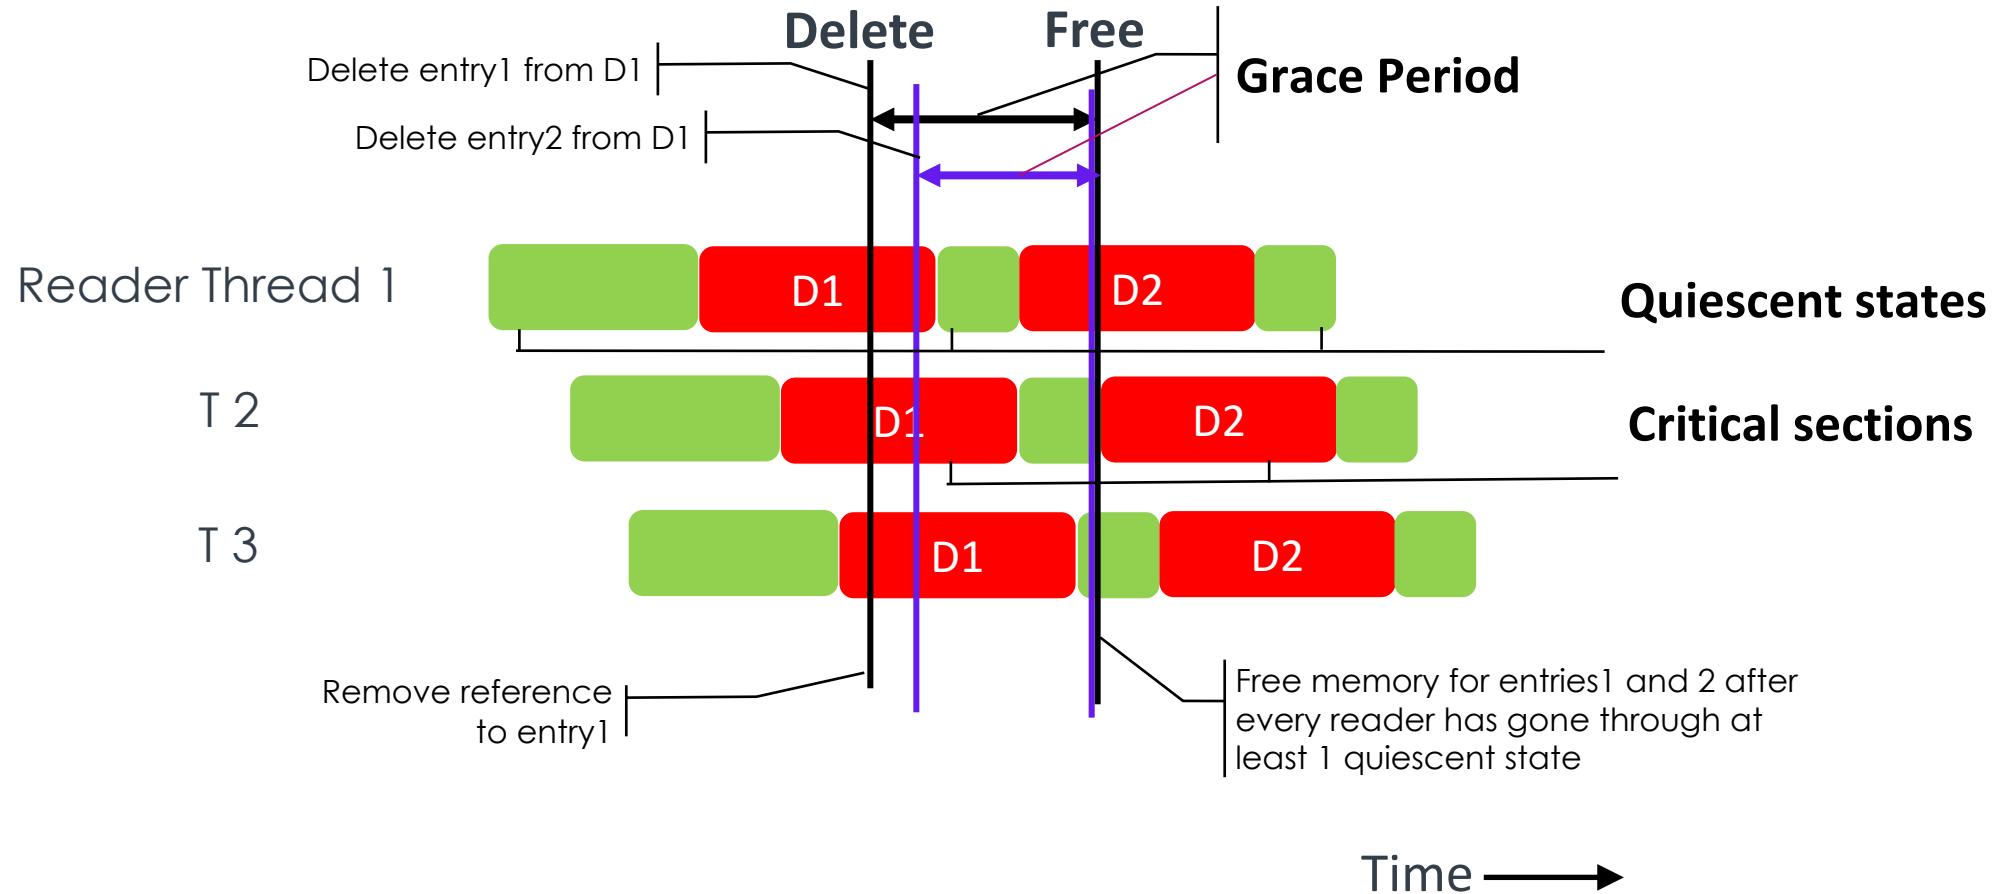 Delete
Free
Delete entry1 from D1
Grace Period
Delete entry2 from D1
Reader Thread 1
D1
D2
Quiescent states
T 2
D1
D2
Critical sections
T 3
D1
D2
Remove reference
to entry1
Free memory for entries1 and 2 after
every reader has gone through at
least 1 quiescent state
Time